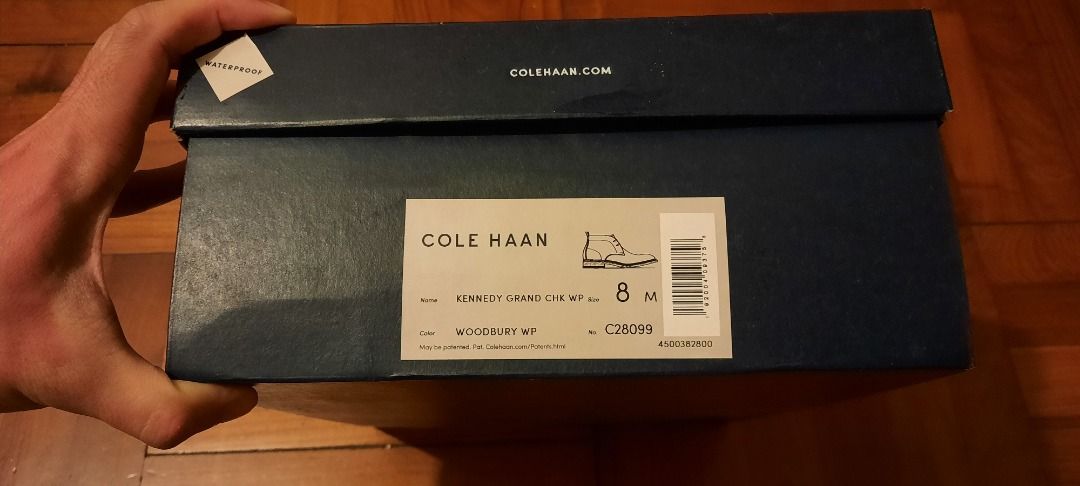 WATERPROOF
COLEHAAN.COM
COLE HAAN
Name KENNEDY GRAND CHK WP Size 8 M
Color WOODBURY WP No. C28099
May be patented. Pat. Colehaan.com/Patents.html
4500382800